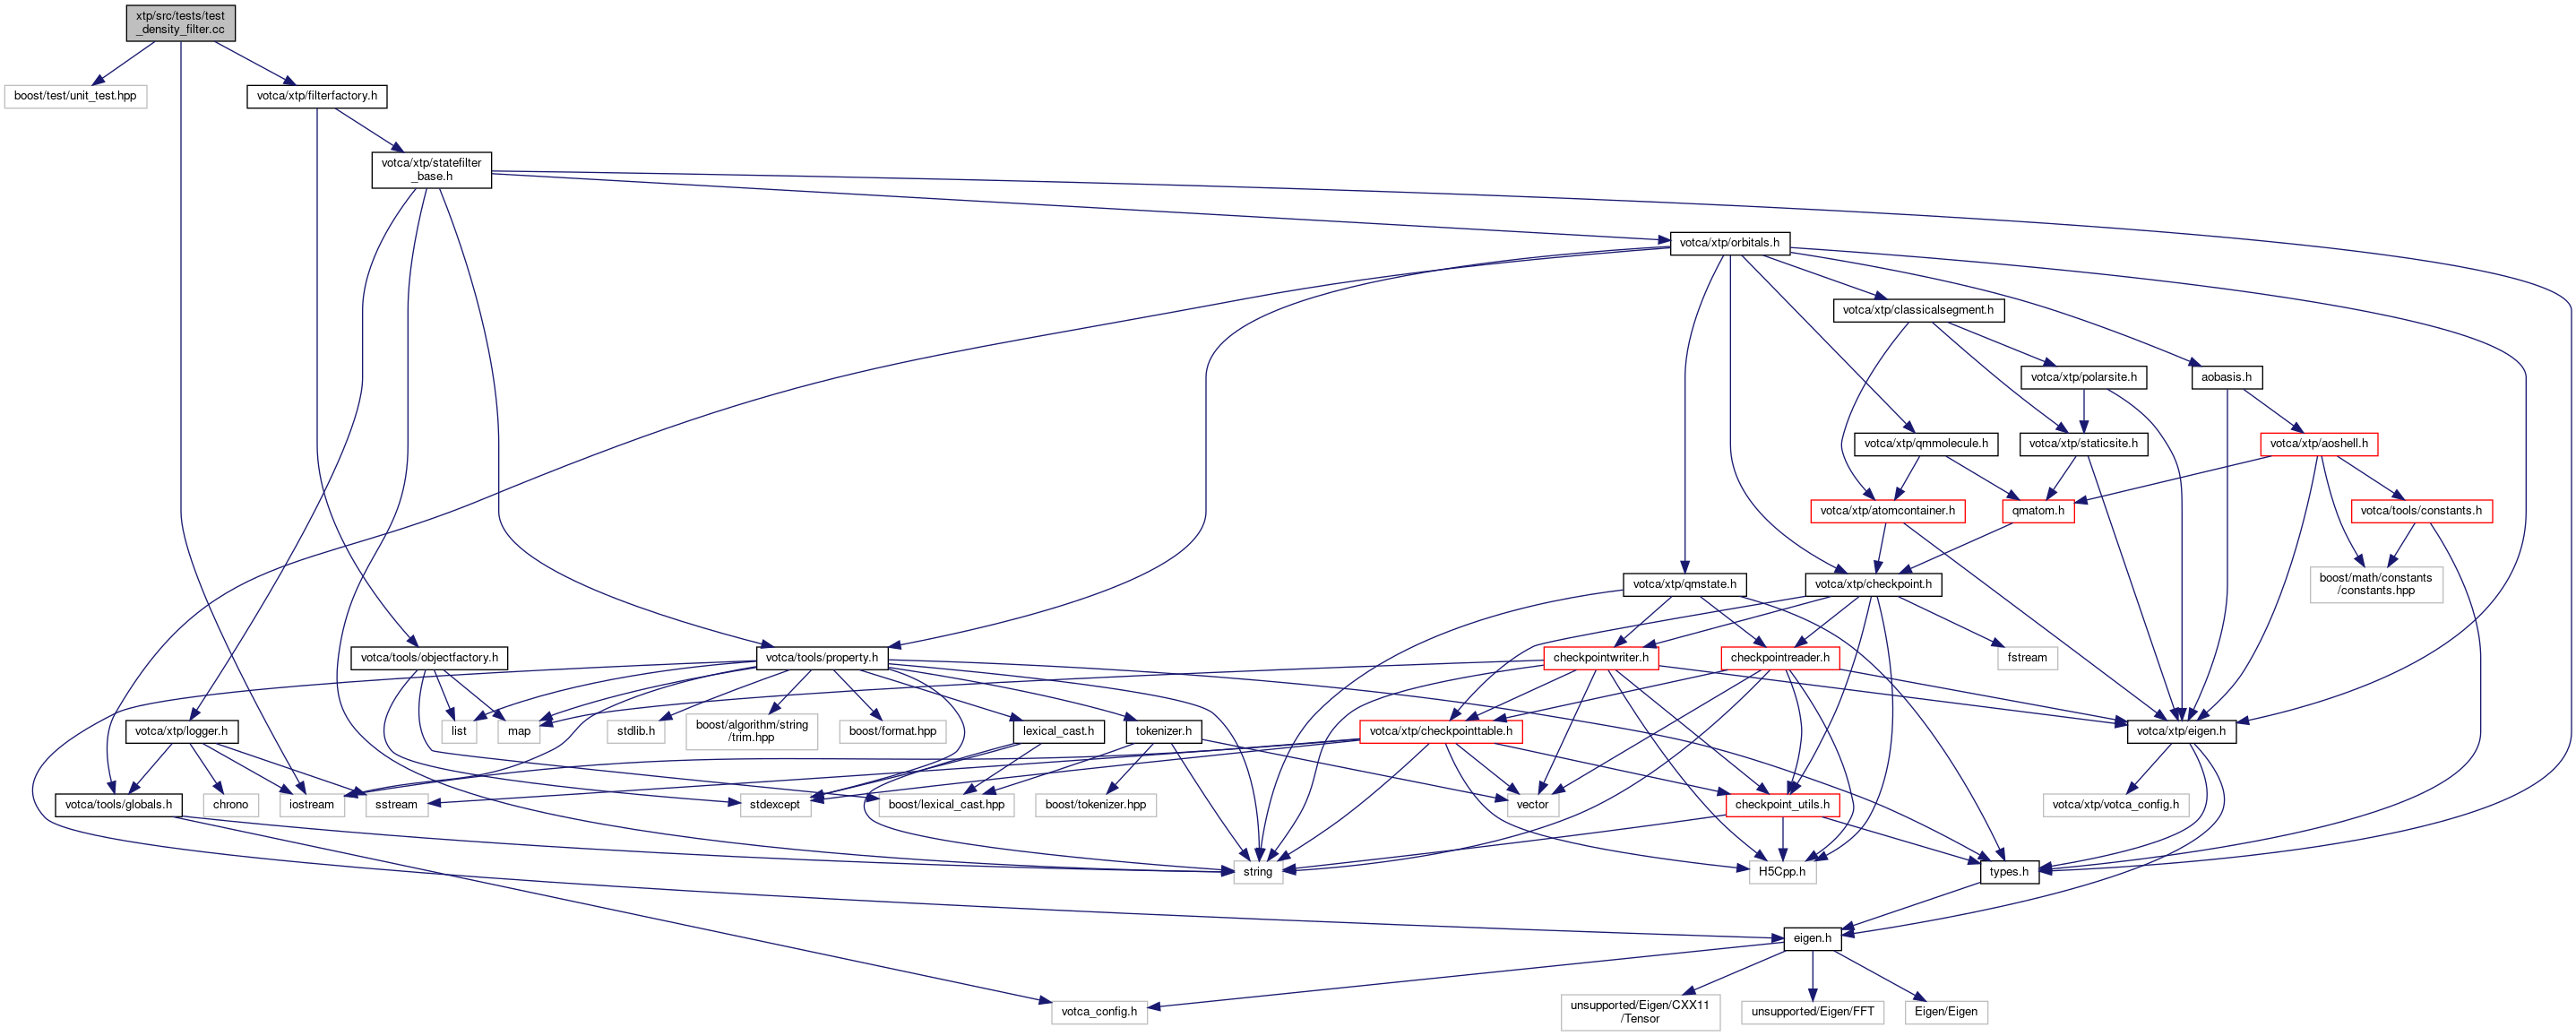 xtp/src/tests/test
_density_filter.cc
boost/test/unit_test.hpp
votca/xtp/filterfactory.h
votca/xtp/statefilter
_base.h
votca/xtp/orbitals.h
votca/xtp/classicalsegment.h
votca/xtp/polarsite.h
aobasis.h
votca/xtp/qmmolecule.h
votca/xtp/staticsite.h
votca/xtp/aoshell.h
votca/xtp/atomcontainer.h
qmatom.h
votca/tools/constants.h
votca/xtp/qmstate.h
votca/xtp/checkpoint.h
boost/math/constants
/constants.hpp
votca/tools/objectfactory.h
votca/tools/property.h
checkpointwriter.h
checkpointreader.h
fstream
votca/xtp/logger.h
list
map
stdlib.h
boost/algorithm/string
/trim.hpp
boost/format.hpp
lexical_cast.h
tokenizer.h
votca/xtp/checkpointtable.h
votca/xtp/eigen.h
votca/tools/globals.h
chrono
iostream
sstream
stdexcept
boost/lexical_cast.hpp
boost/tokenizer.hpp
vector
checkpoint_utils.h
votca/xtp/votca_config.h
string
H5Cpp.h
types.h
eigen.h
votca_config.h
unsupported/Eigen/CXX11
/Tensor
unsupported/Eigen/FFT
Eigen/Eigen